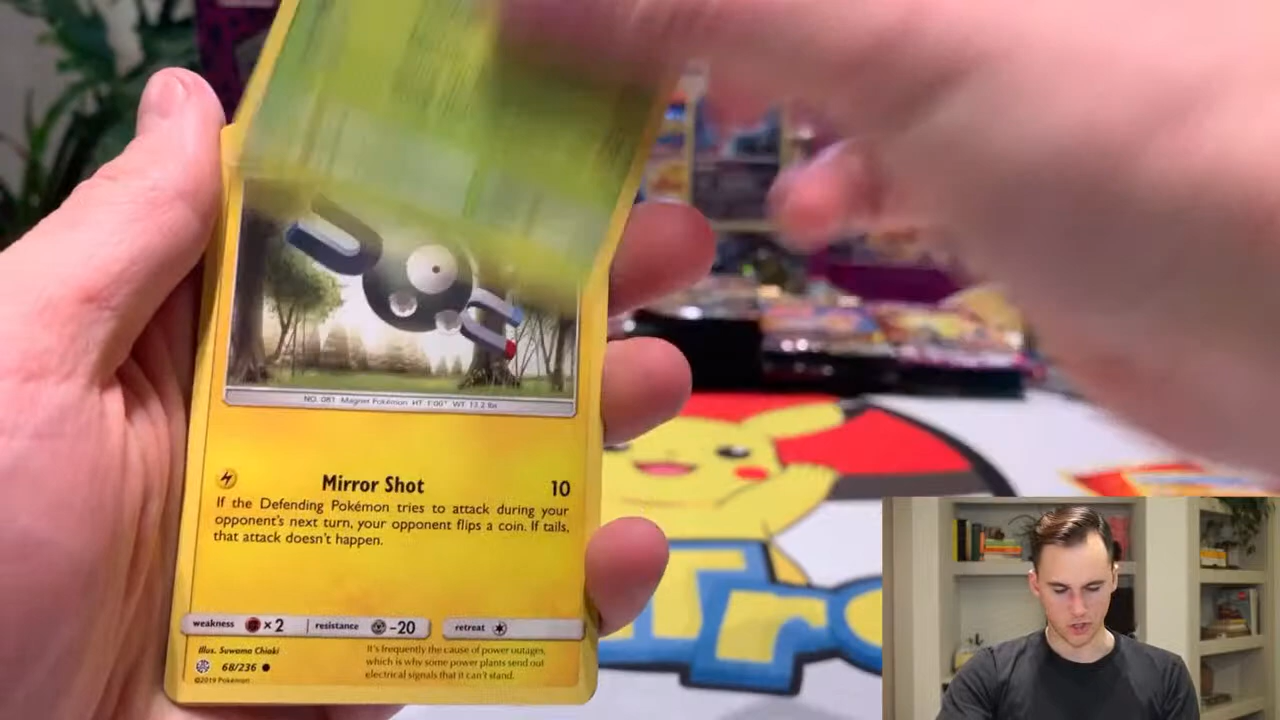 NO. 081 Magnet Pokémon HT: 1'00" WT: 13.2 lbs
Mirror Shot 10
If the Defending Pokémon tries to attack during your
opponent's next turn, your opponent flips a coin. If tails,
that attack doesn't happen.
weakness ×2 resistance -20 retreat
Illus. Suwama Chiaki
68/236
©2019 Pokémon
It's frequently the cause of power outages,
which is why some power plants send out
electrical signals that it can't stand.